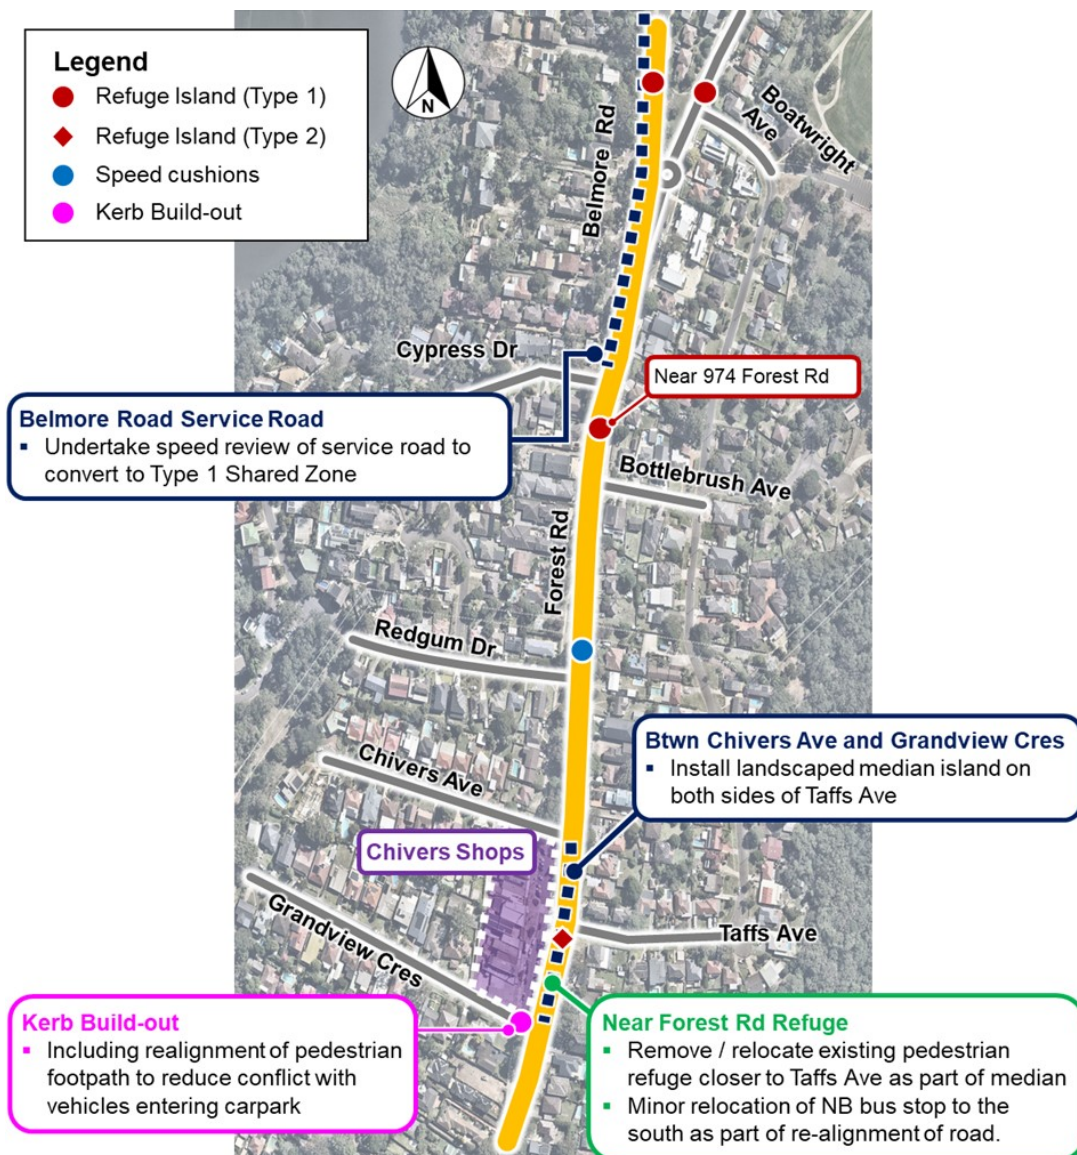 Legend
Refuge Island (Type 1)
Refuge Island (Type 2)
Speed cushions
Kerb Build-out
N
Belmore Rd
Boatwright
Ave
Cypress Dr
Near 974 Forest Rd
Belmore Road Service Road
▪ Undertake speed review of service road to
convert to Type 1 Shared Zone
Bottlebrush Ave
Forest Rd
Redgum Dr
Btwn Chivers Ave and Grandview Cres
▪ Install landscaped median island on
both sides of Taffs Ave
Chivers Ave
Chivers Shops
Grandview Cres
Taffs Ave
Kerb Build-out
▪ Including realignment of pedestrian
footpath to reduce conflict with
vehicles entering carpark
Near Forest Rd Refuge
▪ Remove / relocate existing pedestrian
refuge closer to Taffs Ave as part of median
▪ Minor relocation of NB bus stop to the
south as part of re-alignment of road.